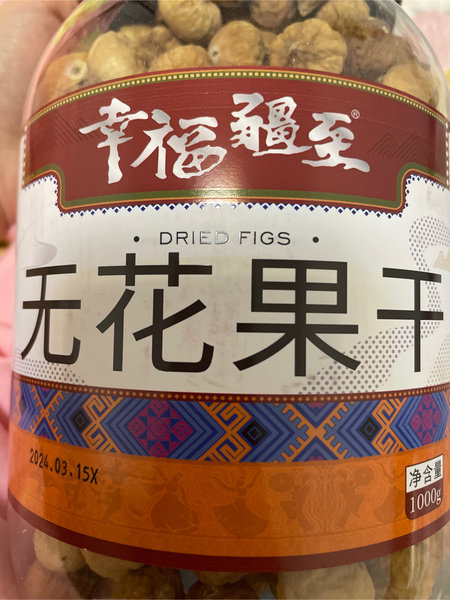 幸福疆至®
· DRIED FIGS ·
无花果干
2024.03.15X
净含量
1000g